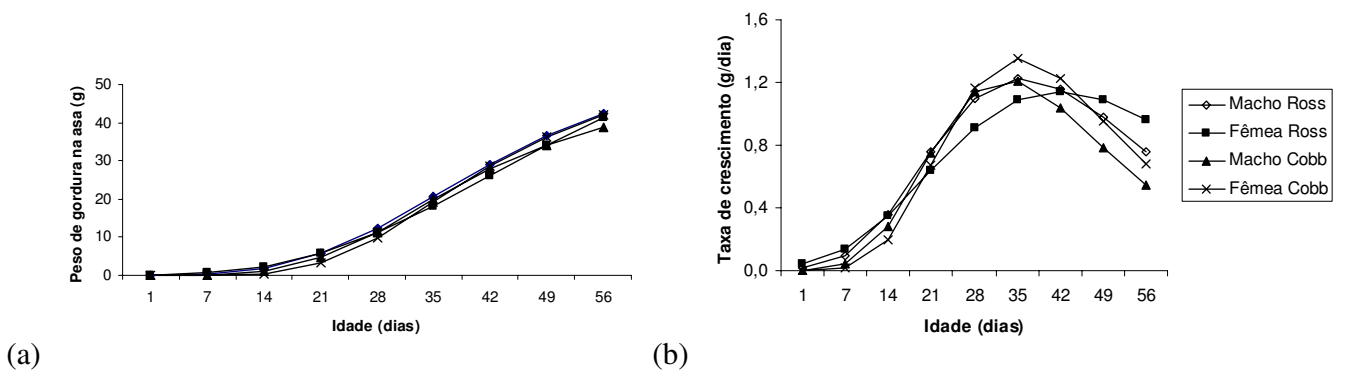 Peso de gordura na asa (g)
50
40
30
20
10
0
1 7 14 21 28 35 42 49 56
Idade (dias)
(a)
Taxa de crescimento (g/dia)
1,6
1,2
0,8
0,4
0,0
1 7 14 21 28 35 42 49 56
Idade (dias)
(b)
Macho Ross
Fêmea Ross
Macho Cobb
Fêmea Cobb